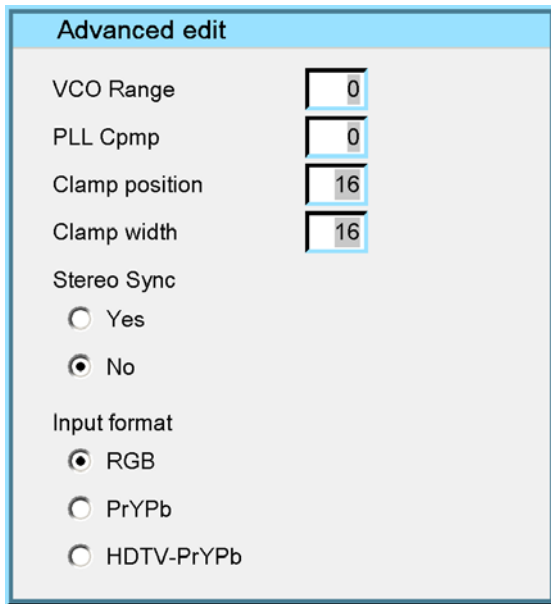 Advanced edit
VCO Range 0
PLL Cpmp 0
Clamp position 16
Clamp width 16
Stereo Sync
Yes
No
Input format
RGB
PrYPb
HDTV-PrYPb